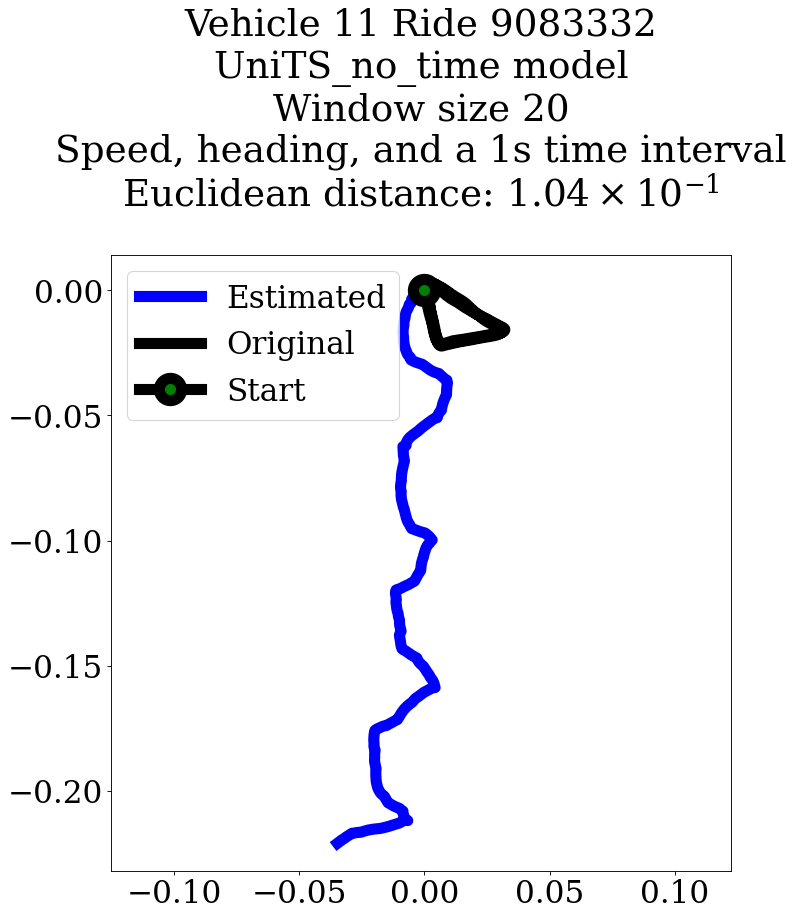 Vehicle 11 Ride 9083332
UniTS_no_time model
Window size 20
Speed, heading, and a 1s time interval
Euclidean distance: 1.04 × 10⁻¹
Estimated
Original
Start
0.00
−0.05
−0.10
−0.15
−0.20
−0.10 −0.05 0.00 0.05 0.10